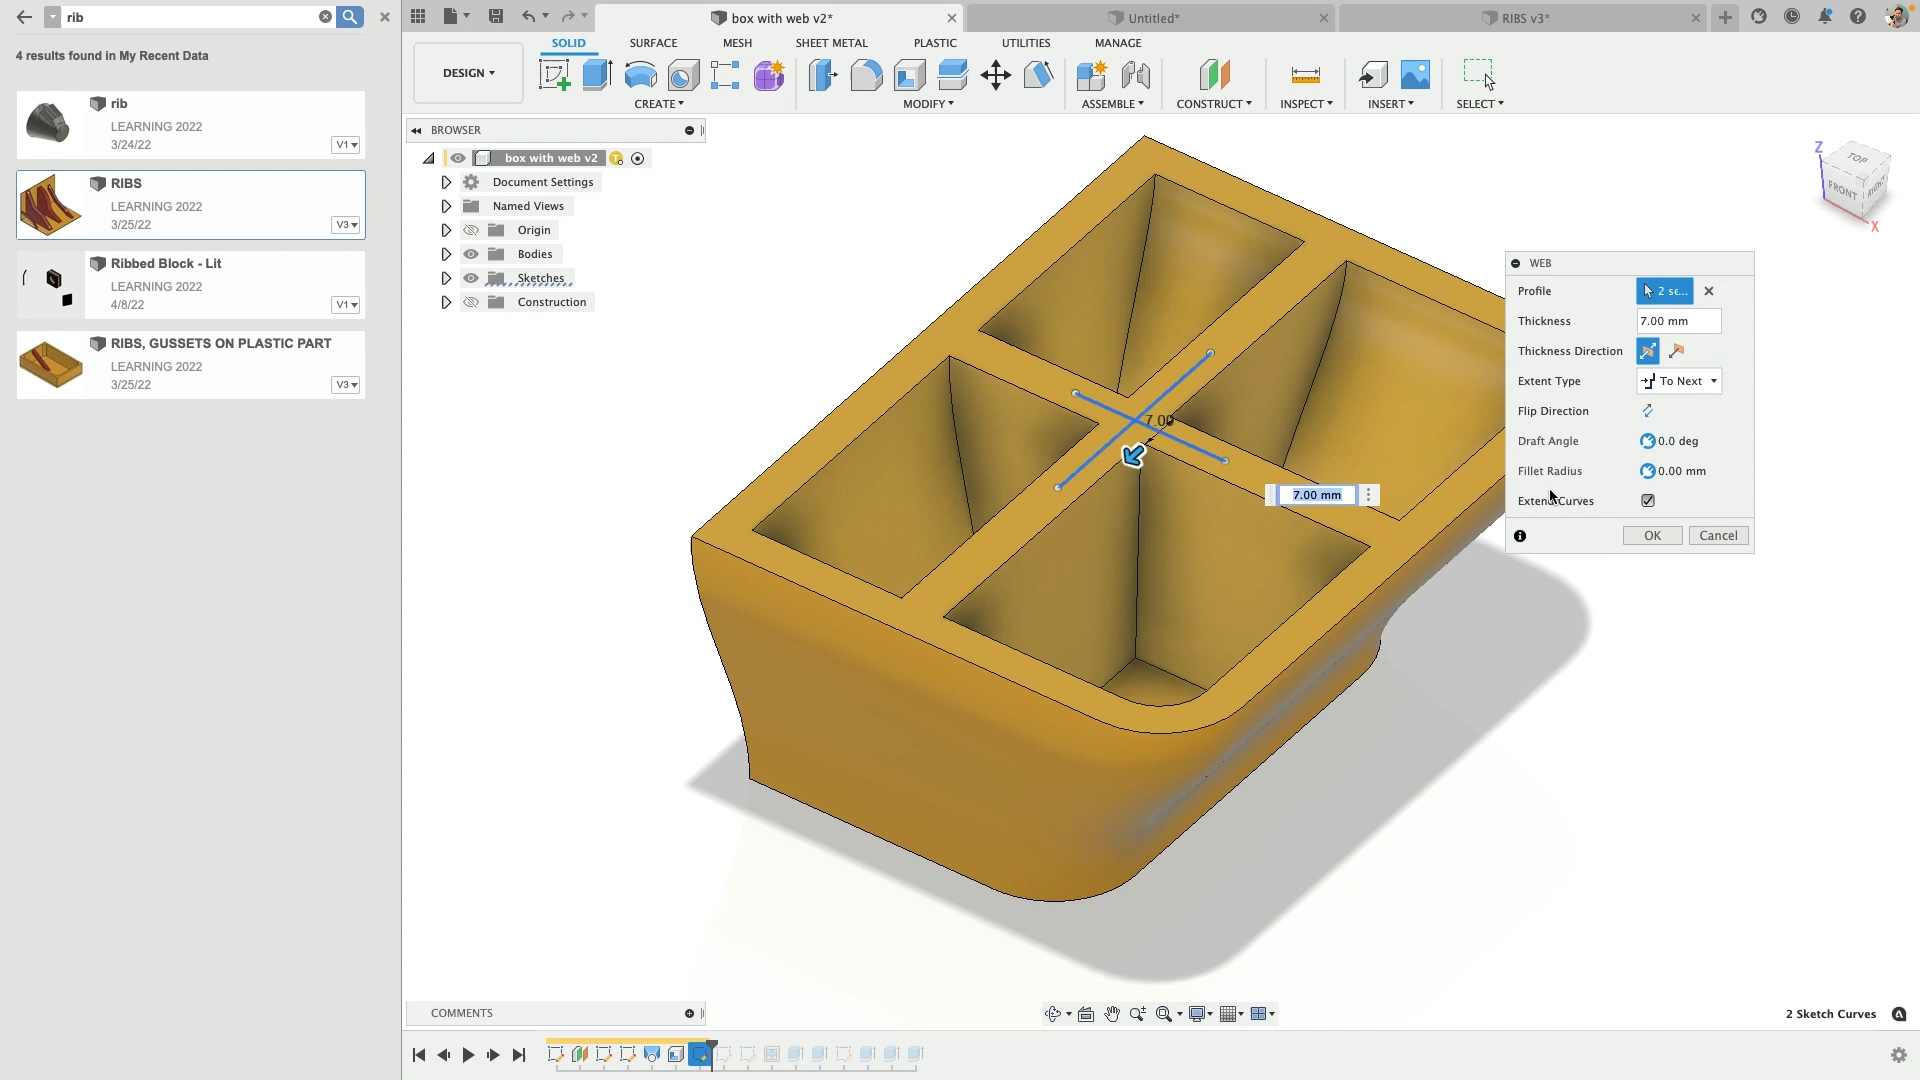 rib
4 results found in My Recent Data
rib
LEARNING 2022
3/24/22
V1
RIBS
LEARNING 2022
3/25/22
V3
Ribbed Block - Lit
LEARNING 2022
4/8/22
V1
RIBS, GUSSETS ON PLASTIC PART
LEARNING 2022
3/25/22
V3
box with web v2*
Untitled*
RIBS v3*
DESIGN
SOLID
SURFACE
MESH
SHEET METAL
PLASTIC
UTILITIES
MANAGE
CREATE
MODIFY
ASSEMBLE
CONSTRUCT
INSPECT
INSERT
SELECT
BROWSER
box with web v2
Document Settings
Named Views
Origin
Bodies
Sketches
Construction
Z
TOP
FRONT
RIGHT
X
7.00
7.00 mm
WEB
Profile
2 se...
Thickness
7.00 mm
Thickness Direction
Extent Type
To Next
Flip Direction
Draft Angle
0.0 deg
Fillet Radius
0.00 mm
Extend Curves
OK
Cancel
COMMENTS
2 Sketch Curves